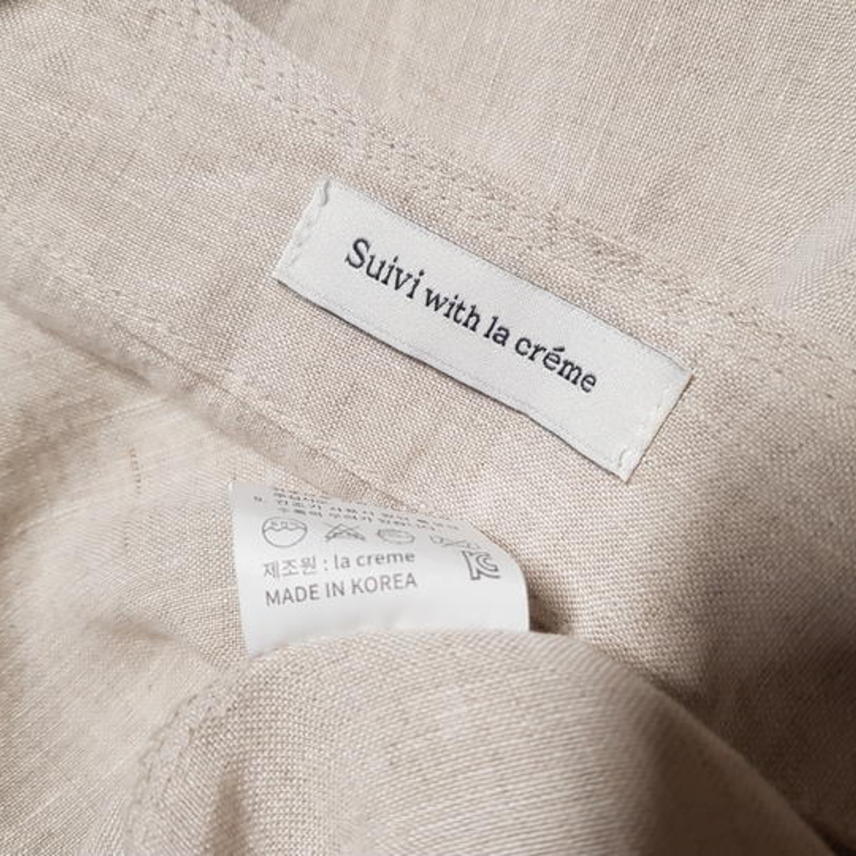 Suivi with la créme
제조원 : la creme
MADE IN KOREA